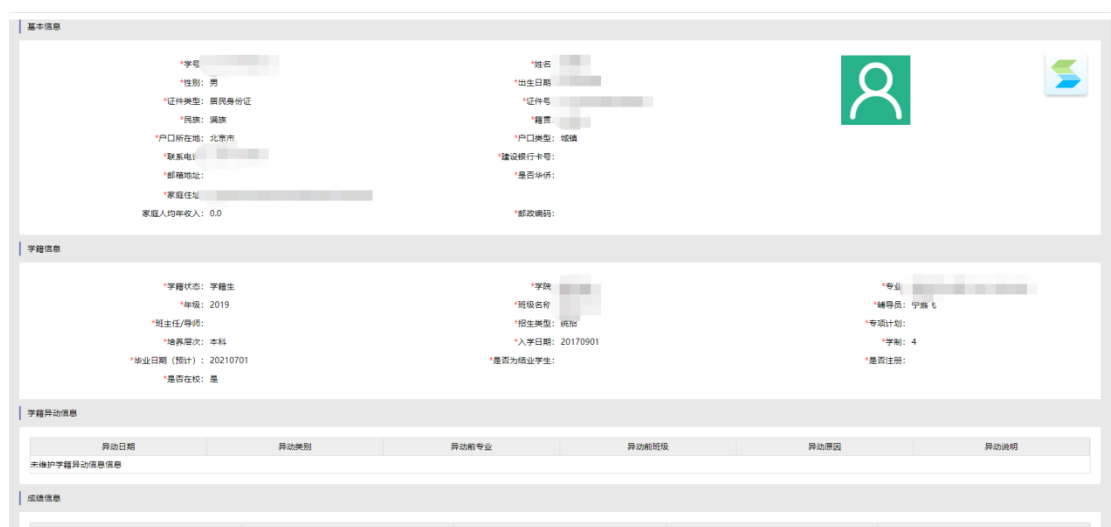 基本信息
*学号 *姓名
*性别: 男 *出生日期
*证件类型: 居民身份证 *证件号
*民族: 满族 *籍贯:
*户口所在地: 北京市 *户口类型: 城镇
*联系电 *建设银行卡号:
*邮箱地址: *是否华侨:
*家庭住址
家庭人均年收入: 0.0 *邮政编码:
学籍信息
*学籍状态: 学籍生 *学院 *专业
*年级: 2019 *班级名称 *辅导员:
*班主任/导师: *招生类型: 统招 *专项计划:
*培养层次: 本科 *入学日期: 20170901 *学制: 4
*毕业日期（预计）: 20210701 *是否为结业学生: *是否注册:
*是否在校: 是
学籍异动信息
异动日期 异动类别 异动前专业 异动前班级 异动原因 异动说明
未维护学籍异动信息信息
成绩信息